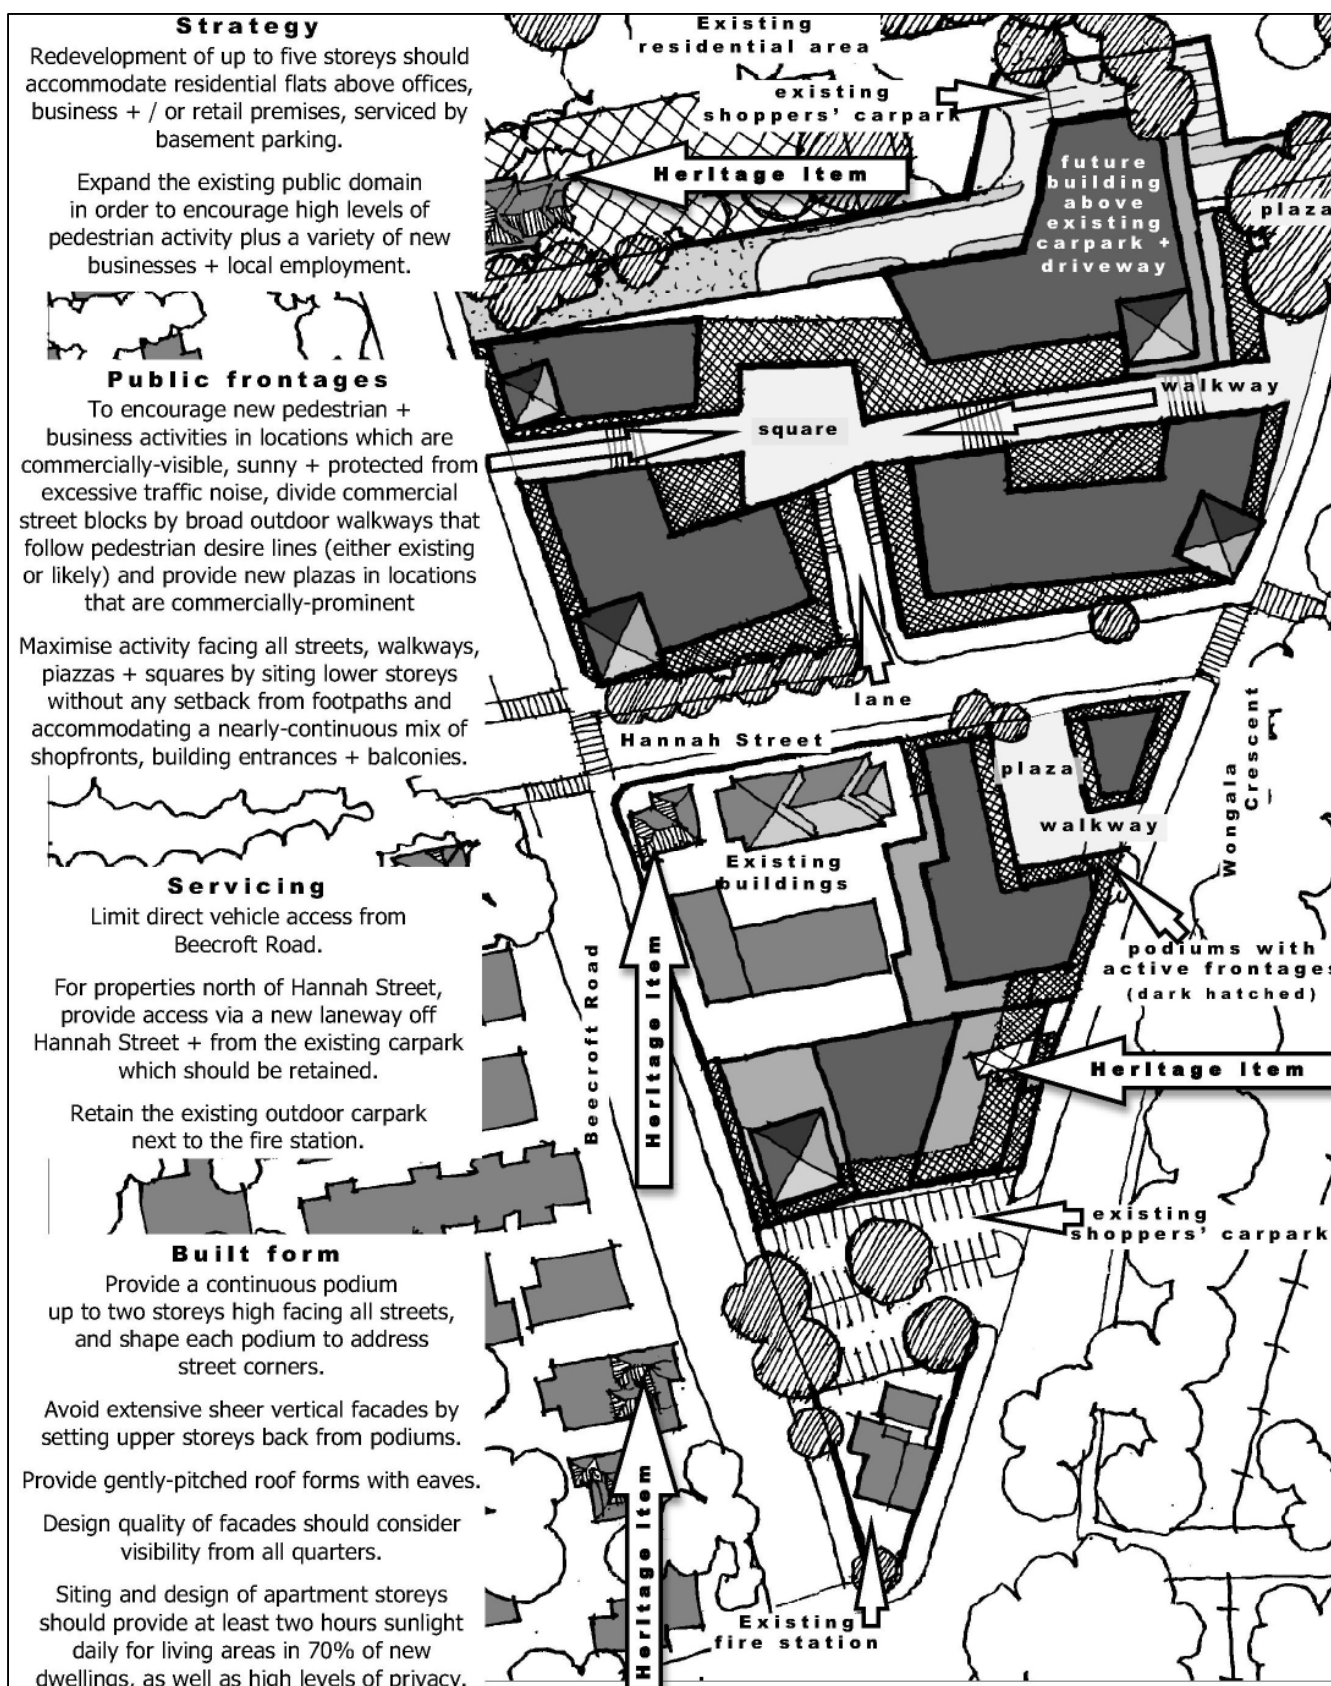 Strategy
Redevelopment of up to five storeys should
accommodate residential flats above offices,
business + / or retail premises, serviced by
basement parking.
Expand the existing public domain
in order to encourage high levels of
pedestrian activity plus a variety of new
businesses + local employment.
Public frontages
To encourage new pedestrian +
business activities in locations which are
commercially-visible, sunny + protected from
excessive traffic noise, divide commercial
street blocks by broad outdoor walkways that
follow pedestrian desire lines (either existing
or likely) and provide new plazas in locations
that are commercially-prominent
Maximise activity facing all streets, walkways,
piazzas + squares by siting lower storeys
without any setback from footpaths and
accommodating a nearly-continuous mix of
shopfronts, building entrances + balconies.
Servicing
Limit direct vehicle access from
Beecroft Road.
For properties north of Hannah Street,
provide access via a new laneway off
Hannah Street + from the existing carpark
which should be retained.
Retain the existing outdoor carpark
next to the fire station.
Built form
Provide a continuous podium
up to two storeys high facing all streets,
and shape each podium to address
street corners.
Avoid extensive sheer vertical facades by
setting upper storeys back from podiums.
Provide gently-pitched roof forms with eaves.
Design quality of facades should consider
visibility from all quarters.
Siting and design of apartment storeys
should provide at least two hours sunlight
daily for living areas in 70% of new
dwellings, as well as high levels of privacy.
Existing
residential area
existing
shoppers' carpark
Heritage Item
future
building
above
existing
carpark +
driveway
plaza
walkway
square
lane
Hannah Street
plaza
walkway
Wongala
Crescent
Existing
buildings
Heritage Item
Beecroft Road
podiums with
active frontages
(dark hatched)
Heritage Item
existing
shoppers' carpark
Heritage Item
Existing
fire station